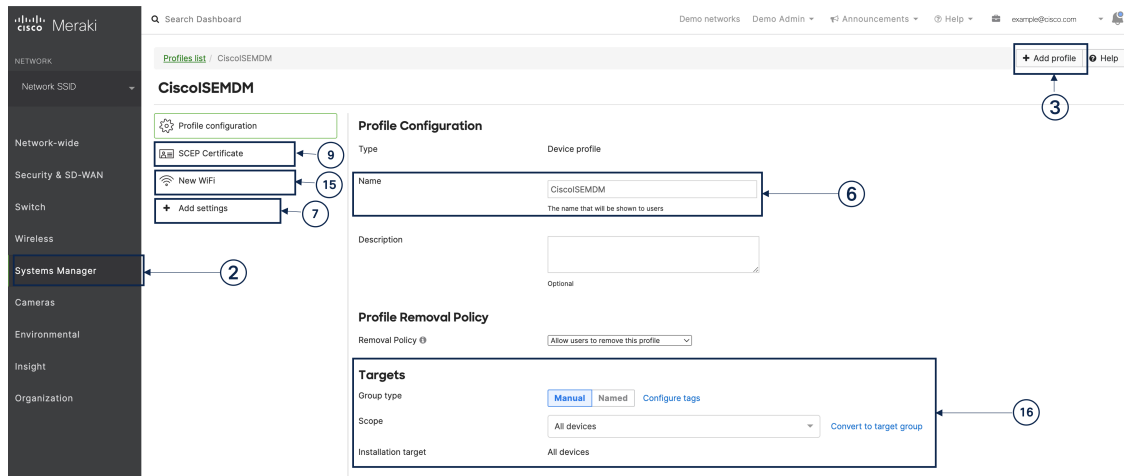 cisco Meraki
Search Dashboard
Demo networks Demo Admin Announcements Help example@cisco.com
NETWORK
Network SSID
Network-wide
Security & SD-WAN
Switch
Wireless
Systems Manager
Cameras
Environmental
Insight
Organization
2
Profiles list / CiscoISEMDM
+ Add profile Help
3
CiscoISEMDM
Profile configuration
SCEP Certificate
9
New WiFi
15
+ Add settings
7
Profile Configuration
Type Device profile
Name CiscoISEMDM
The name that will be shown to users
6
Description
Optional
Profile Removal Policy
Removal Policy Allow users to remove this profile
Targets
Group type Manual Named Configure tags
Scope All devices Convert to target group
Installation target All devices
16